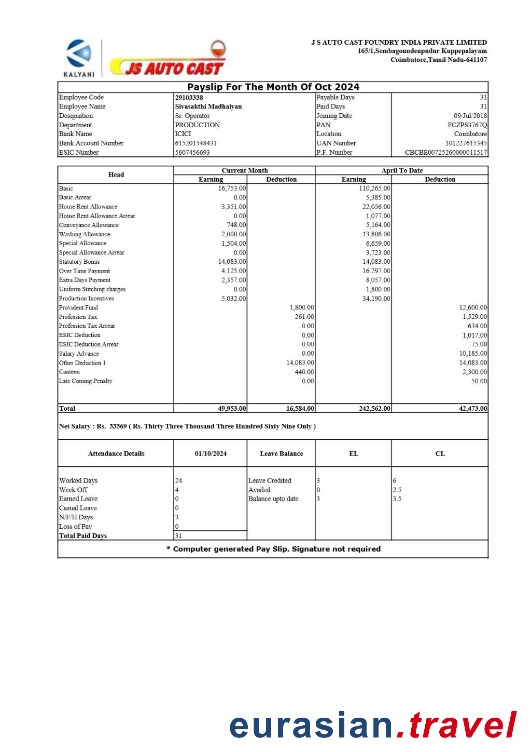 KALYANI
JS AUTO CAST
J S AUTO CAST FOUNDRY INDIA PRIVATE LIMITED
165/1,Sembagoundenpudur Kuppepalayam
Coimbatore,Tamil Nadu-641107
Payslip For The Month Of Oct 2024
Employee Code 29103338 Payable Days 31
Employee Name Sivasakthi Madhaiyan Paid Days 31
Designation Sr. Operator Joining Date 09/Jul/2018
Department PRODUCTION PAN FCZPS3767Q
Bank Name ICICI Location Coimbatore
Bank Account Number 615201548431 UAN Number 101227615345
ESIC Number 5607456693 P.F. Number CBCBE00725260000011517
Head Current Month April To Date
Earning Deduction Earning Deduction
Basic 16,753.00 110,265.00
Basic Arrear 0.00 5,385.00
House Rent Allowance 3,351.00 22,056.00
House Rent Allowance Arrear 0.00 1,077.00
Conveyance Allowance 748.00 5,164.00
Washing Allowance 2,000.00 13,806.00
Special Allowance 1,504.00 6,659.00
Special Allowance Arrear 0.00 3,723.00
Statutory Bonus 14,083.00 14,083.00
Over Time Payment 4,125.00 16,297.00
Extra Days Payment 2,357.00 8,057.00
Uniform Stitching charges 0.00 1,800.00
Production Incentives 5,032.00 34,190.00
Provident Fund 1,800.00 12,600.00
Profession Tax 261.00 1,529.00
Profession Tax Arrear 0.00 634.00
ESIC Deduction 0.00 1,017.00
ESIC Deduction Arrear 0.00 75.00
Salary Advance 0.00 10,185.00
Other Deduction 1 14,083.00 14,083.00
Canteen 440.00 2,300.00
Late Coming Penalty 0.00 50.00
Total 49,953.00 16,584.00 242,562.00 42,473.00
Net Salary : Rs. 33369 ( Rs. Thirty Three Thousand Three Hundred Sixty Nine Only )
Attendance Details 01/10/2024 Leave Balance EL CL
Worked Days 24 Leave Credited 3 6
Week Off 4 Availed 0 2.5
Earned Leave 0 Balance upto date 3 3.5
Casual Leave 0
N/F/H Days 3
Loss of Pay 0
Total Paid Days 31
* Computer generated Pay Slip. Signature not required
eurasian.travel